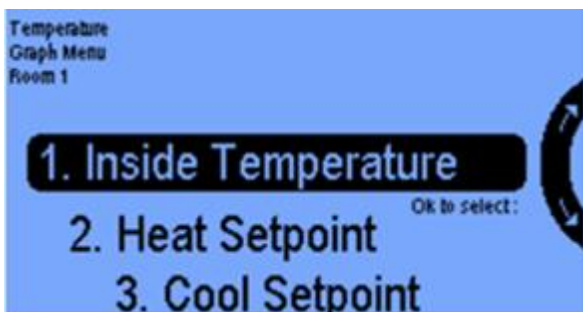 Temperature
Graph Menu
Room 1
1. Inside Temperature
Ok to select:
2. Heat Setpoint
3. Cool Setpoint